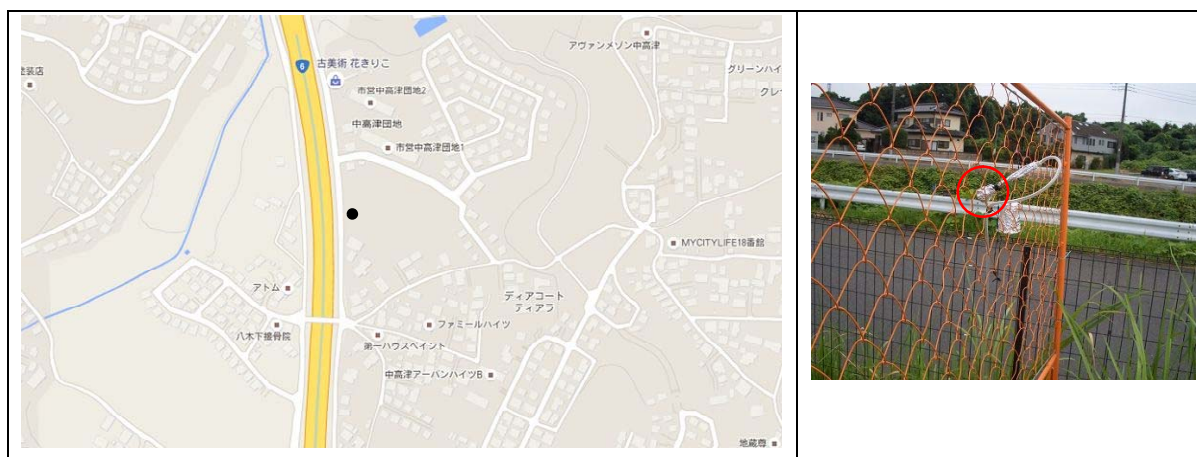 アヴァンメゾン中高津
塗装店
グリーンハイ
クレ
6
古美術 花きりこ
市営中高津団地2
中高津団地
市営中高津団地1
MYCITYLIFE18番館
アトム
ディアコート
ティアラ
ファミールハイツ
八木下接骨院
第一ハウスペイント
中高津アーバンハイツB
地蔵尊